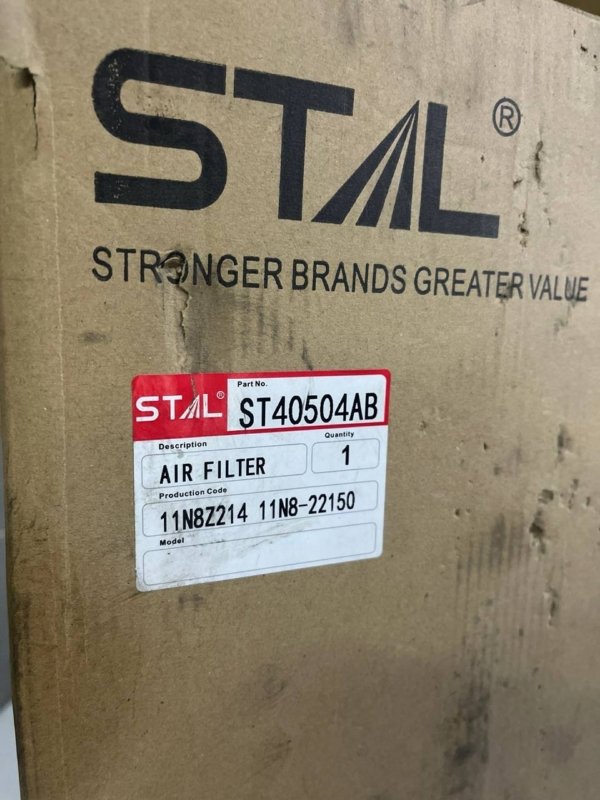 STAL®
STRONGER BRANDS GREATER VALUE
STAL®
Part No.
ST40504AB
Description
Quantity
AIR FILTER
1
Production Code
11N8Z214 11N8-22150
Model